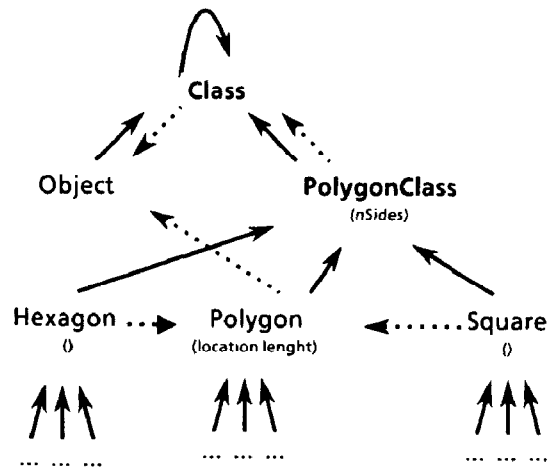 Class
Object
PolygonClass
(nSides)
Hexagon
()
Polygon
(location lenght)
Square
()
... ... ...
... ... ...
... ... ...